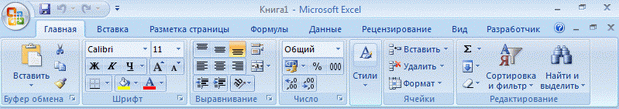 Книга1 - Microsoft Excel
Главная Вставка Разметка страницы Формулы Данные Рецензирование Вид Разработчик
Calibri 11 Общий Вставить Σ
Ж К Ч A A % 000 Удалить
Вставить Стили Сортировка и фильтр Найти и выделить
A Формат
Буфер обмена Шрифт Выравнивание Число Ячейки Редактирование